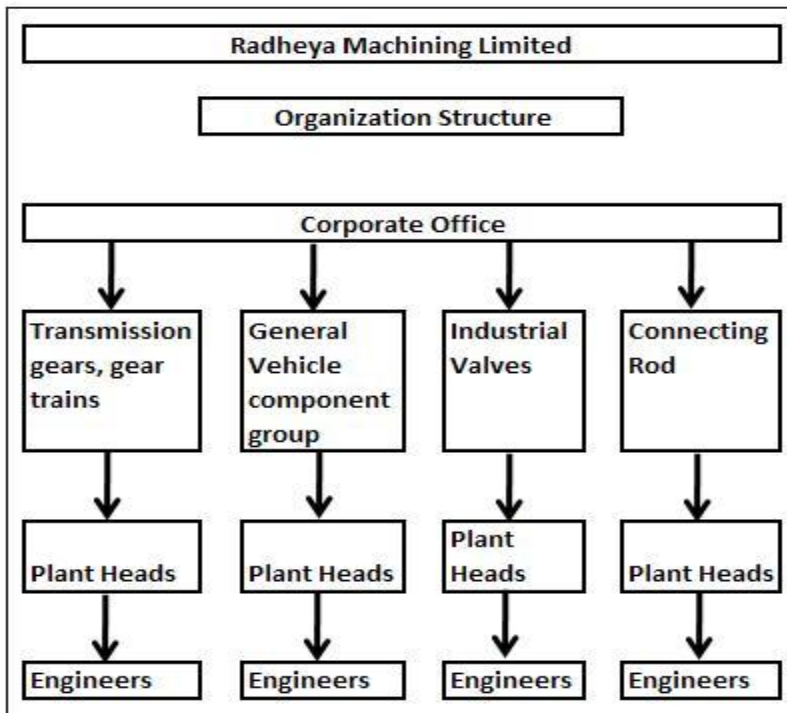 Radheya Machining Limited
Organization Structure
Corporate Office
Transmission
gears, gear
trains
General
Vehicle
component
group
Industrial
Valves
Connecting
Rod
Plant Heads
Plant Heads
Plant
Heads
Plant Heads
Engineers
Engineers
Engineers
Engineers